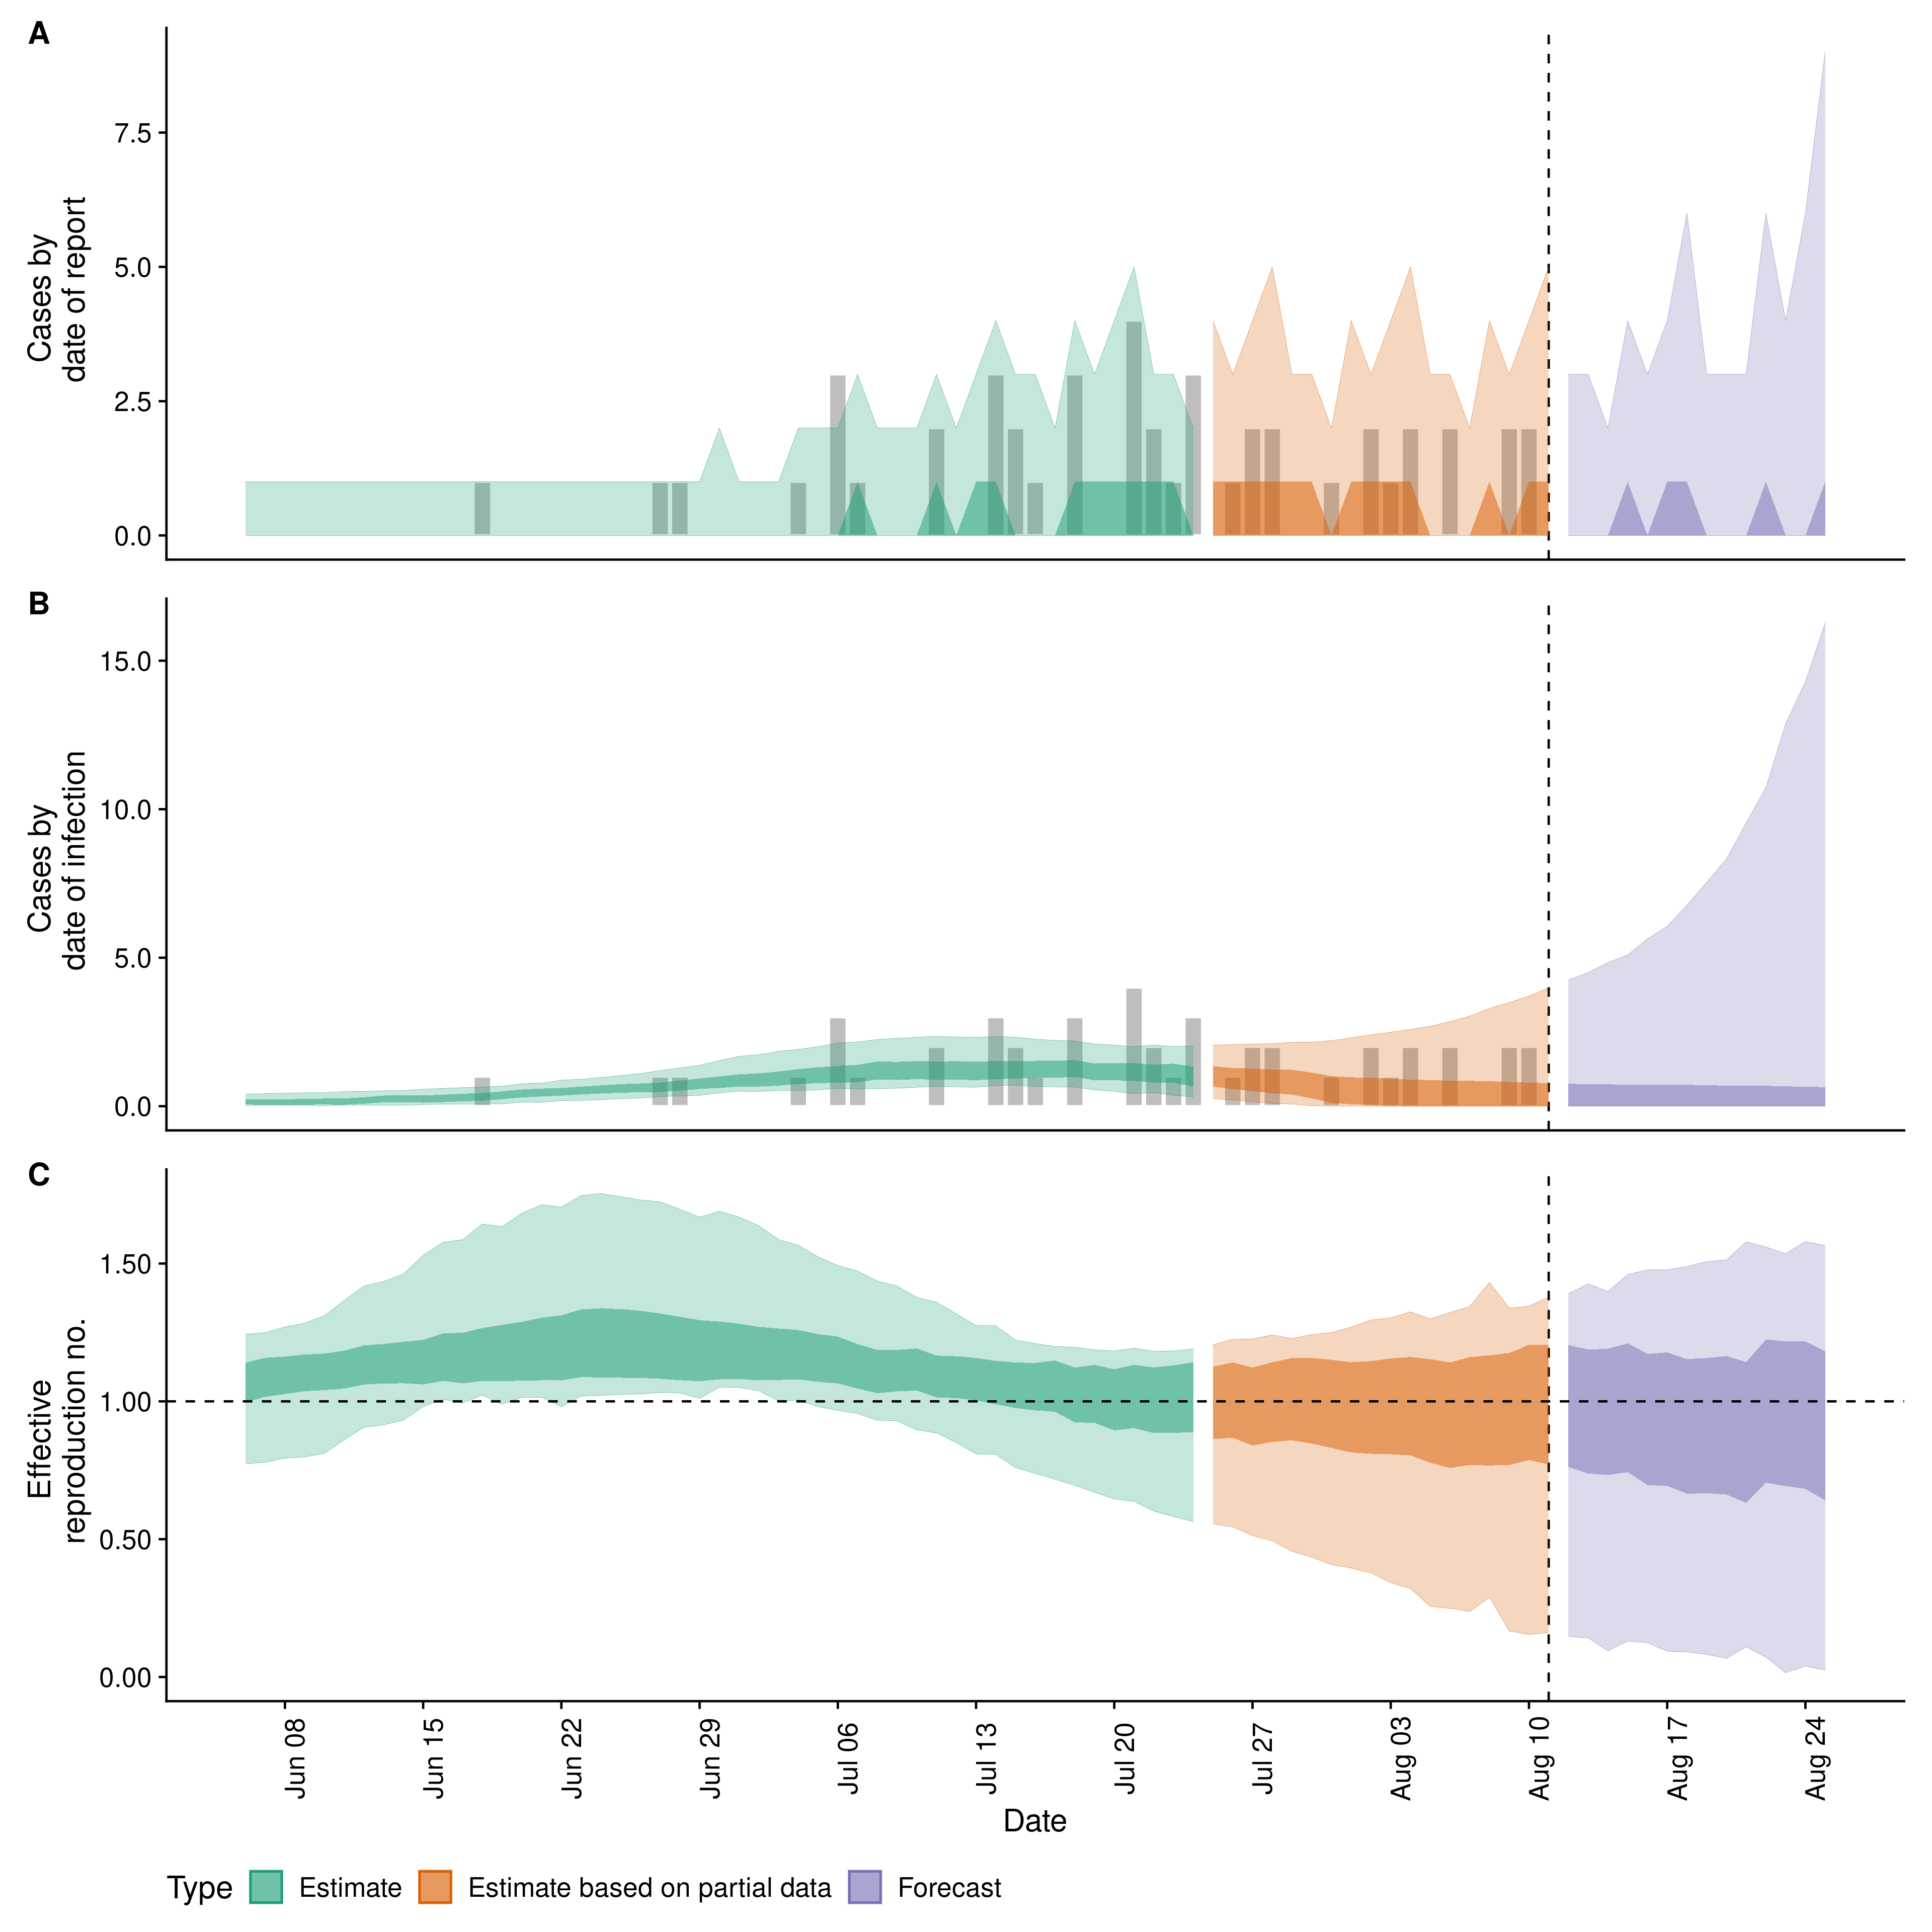 A
Cases by
date of report
7.5
5.0
2.5
0.0
B
Cases by
date of infection
15.0
10.0
5.0
0.0
C
Effective
reproduction no.
1.50
1.00
0.50
0.00
Jun 08
Jun 15
Jun 22
Jun 29
Jul 06
Jul 13
Jul 20
Jul 27
Aug 03
Aug 10
Aug 17
Aug 24
Date
Type Estimate Estimate based on partial data Forecast